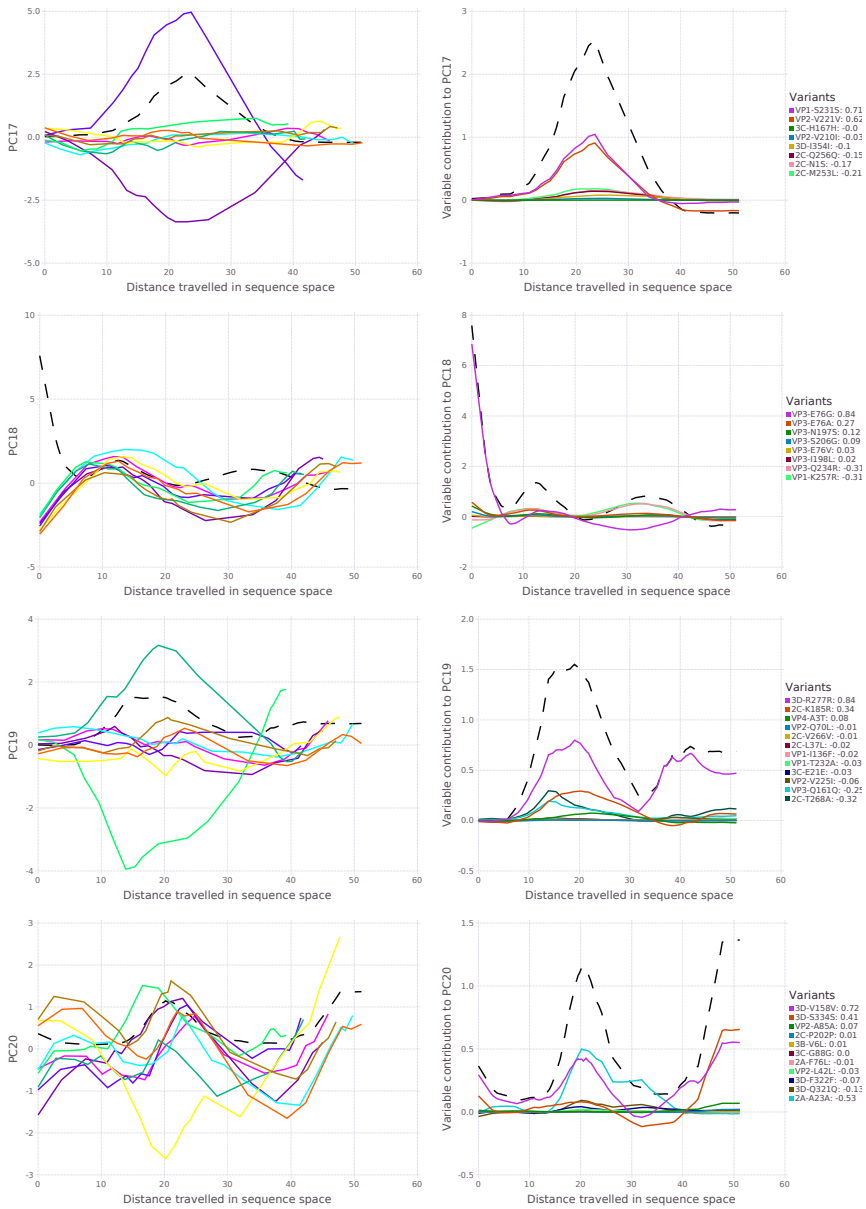 PC17
5.0
2.5
0.0
-2.5
-5.0
0 10 20 30 40 50 60
Distance travelled in sequence space
Variable contribution to PC17
3
2
1
0
-1
0 10 20 30 40 50 60
Distance travelled in sequence space
Variants
VP1-S231S: 0.71
VP2-V221V: 0.62
3C-H167H: -0.0
VP2-V210I: -0.03
3D-I354I: -0.1
2C-Q256Q: -0.15
2C-N1S: -0.17
2C-M253L: -0.21
PC18
10
5
0
-5
0 10 20 30 40 50 60
Distance travelled in sequence space
Variable contribution to PC18
8
6
4
2
0
-2
0 10 20 30 40 50 60
Distance travelled in sequence space
Variants
VP3-E76G: 0.84
VP3-E76A: 0.27
VP3-N197S: 0.12
VP3-S206G: 0.09
VP3-E76V: 0.03
VP3-I198L: 0.02
VP3-Q234R: -0.31
VP1-K257R: -0.31
PC19
4
2
0
-2
-4
0 10 20 30 40 50 60
Distance travelled in sequence space
Variable contribution to PC19
2.0
1.5
1.0
0.5
0.0
-0.5
0 10 20 30 40 50 60
Distance travelled in sequence space
Variants
3D-R277R: 0.84
2C-K185R: 0.34
VP4-A3T: 0.08
VP2-Q70L: -0.01
2C-V266V: -0.01
2C-L37L: -0.02
VP1-I136F: -0.02
VP1-T232A: -0.03
3C-E21E: -0.03
VP2-V225I: -0.06
VP3-Q161Q: -0.25
2C-T268A: -0.32
PC20
3
2
1
0
-1
-2
-3
0 10 20 30 40 50 60
Distance travelled in sequence space
Variable contribution to PC20
1.5
1.0
0.5
0.0
-0.5
0 10 20 30 40 50 60
Distance travelled in sequence space
Variants
3D-V158V: 0.72
3D-S334S: 0.41
VP2-A85A: 0.07
2C-P202P: 0.01
3B-V6L: 0.01
3C-G88G: 0.0
2A-F76L: -0.01
VP2-L42L: -0.03
3D-F322F: -0.07
3D-Q321Q: -0.13
2A-A23A: -0.53